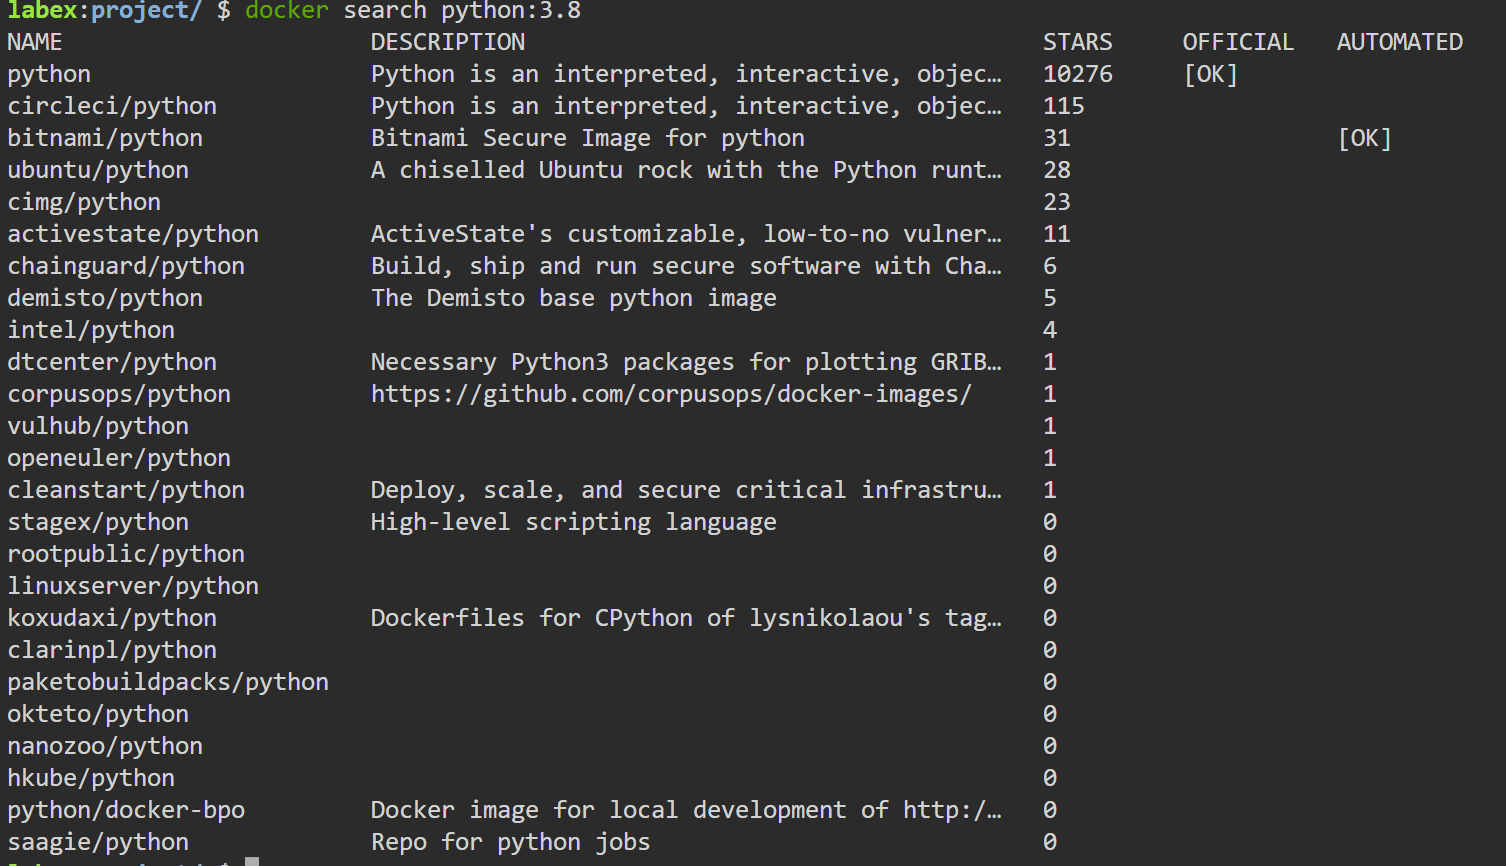 labex:project/ $ docker search python:3.8
NAME DESCRIPTION STARS OFFICIAL AUTOMATED
python Python is an interpreted, interactive, objec… 10276 [OK]
circleci/python Python is an interpreted, interactive, objec… 115
bitnami/python Bitnami Secure Image for python 31 [OK]
ubuntu/python A chiselled Ubuntu rock with the Python runt… 28
cimg/python 23
activestate/python ActiveState's customizable, low-to-no vulner… 11
chainguard/python Build, ship and run secure software with Cha… 6
demisto/python The Demisto base python image 5
intel/python 4
dtcenter/python Necessary Python3 packages for plotting GRIB… 1
corpusops/python https://github.com/corpusops/docker-images/ 1
vulhub/python 1
openeuler/python 1
cleanstart/python Deploy, scale, and secure critical infrastru… 1
stagex/python High-level scripting language 0
rootpublic/python 0
linuxserver/python 0
koxudaxi/python Dockerfiles for CPython of lysnikolaou's tag… 0
clarinpl/python 0
paketobuildpacks/python 0
okteto/python 0
nanozoo/python 0
hkube/python 0
python/docker-bpo Docker image for local development of http:/… 0
saagie/python Repo for python jobs 0